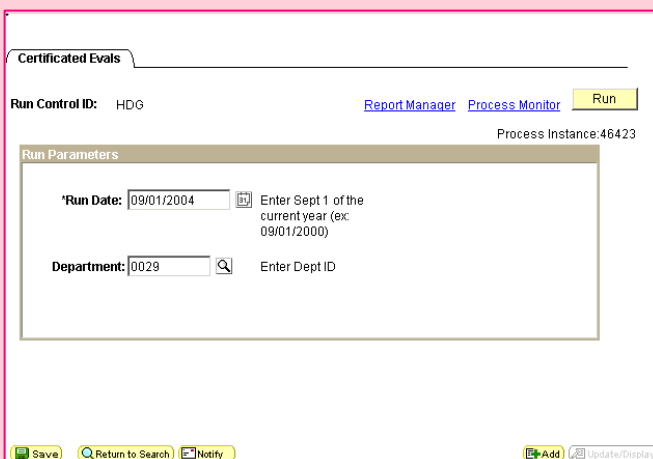 Certificated Evals
Run Control ID: HDG Report Manager Process Monitor Run
Process Instance:46423
Run Parameters
*Run Date: 09/01/2004 Enter Sept 1 of the
current year (ex:
09/01/2000)
Department: 0029 Enter Dept ID
Save Return to Search Notify Add Update/Display